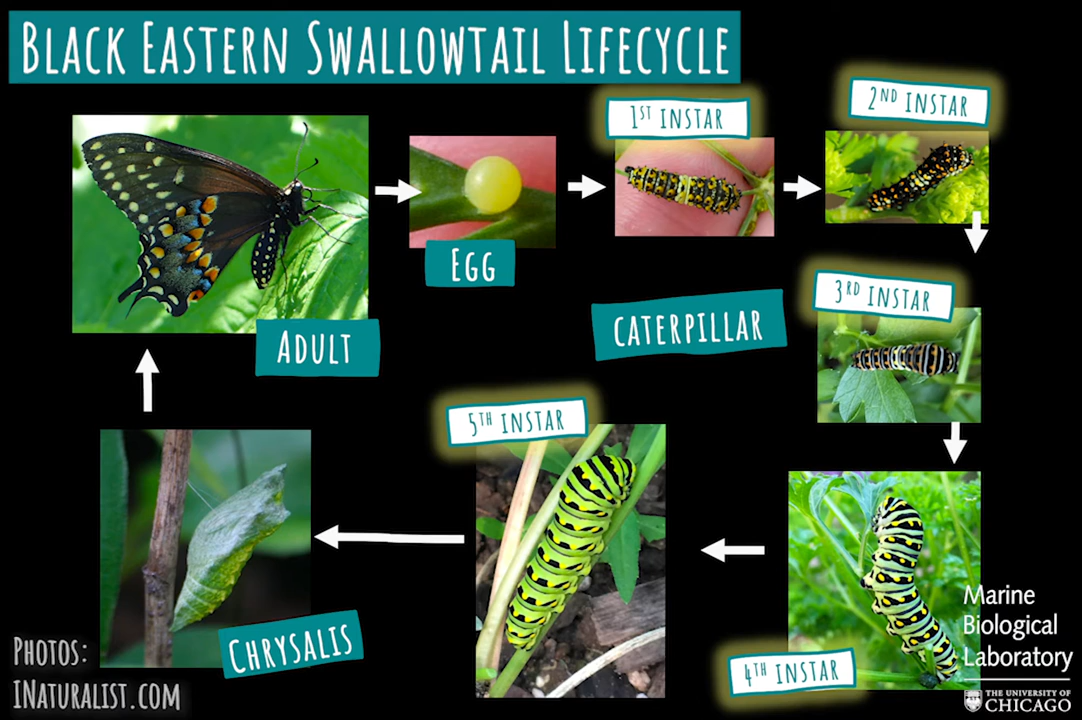 BLACK EASTERN SWALLOWTAIL LIFECYCLE
1ST INSTAR
2ND INSTAR
EGG
3RD INSTAR
CATERPILLAR
ADULT
5TH INSTAR
4TH INSTAR
CHRYSALIS
PHOTOS:
INATURALIST.COM
Marine
Biological
Laboratory
THE UNIVERSITY OF
CHICAGO